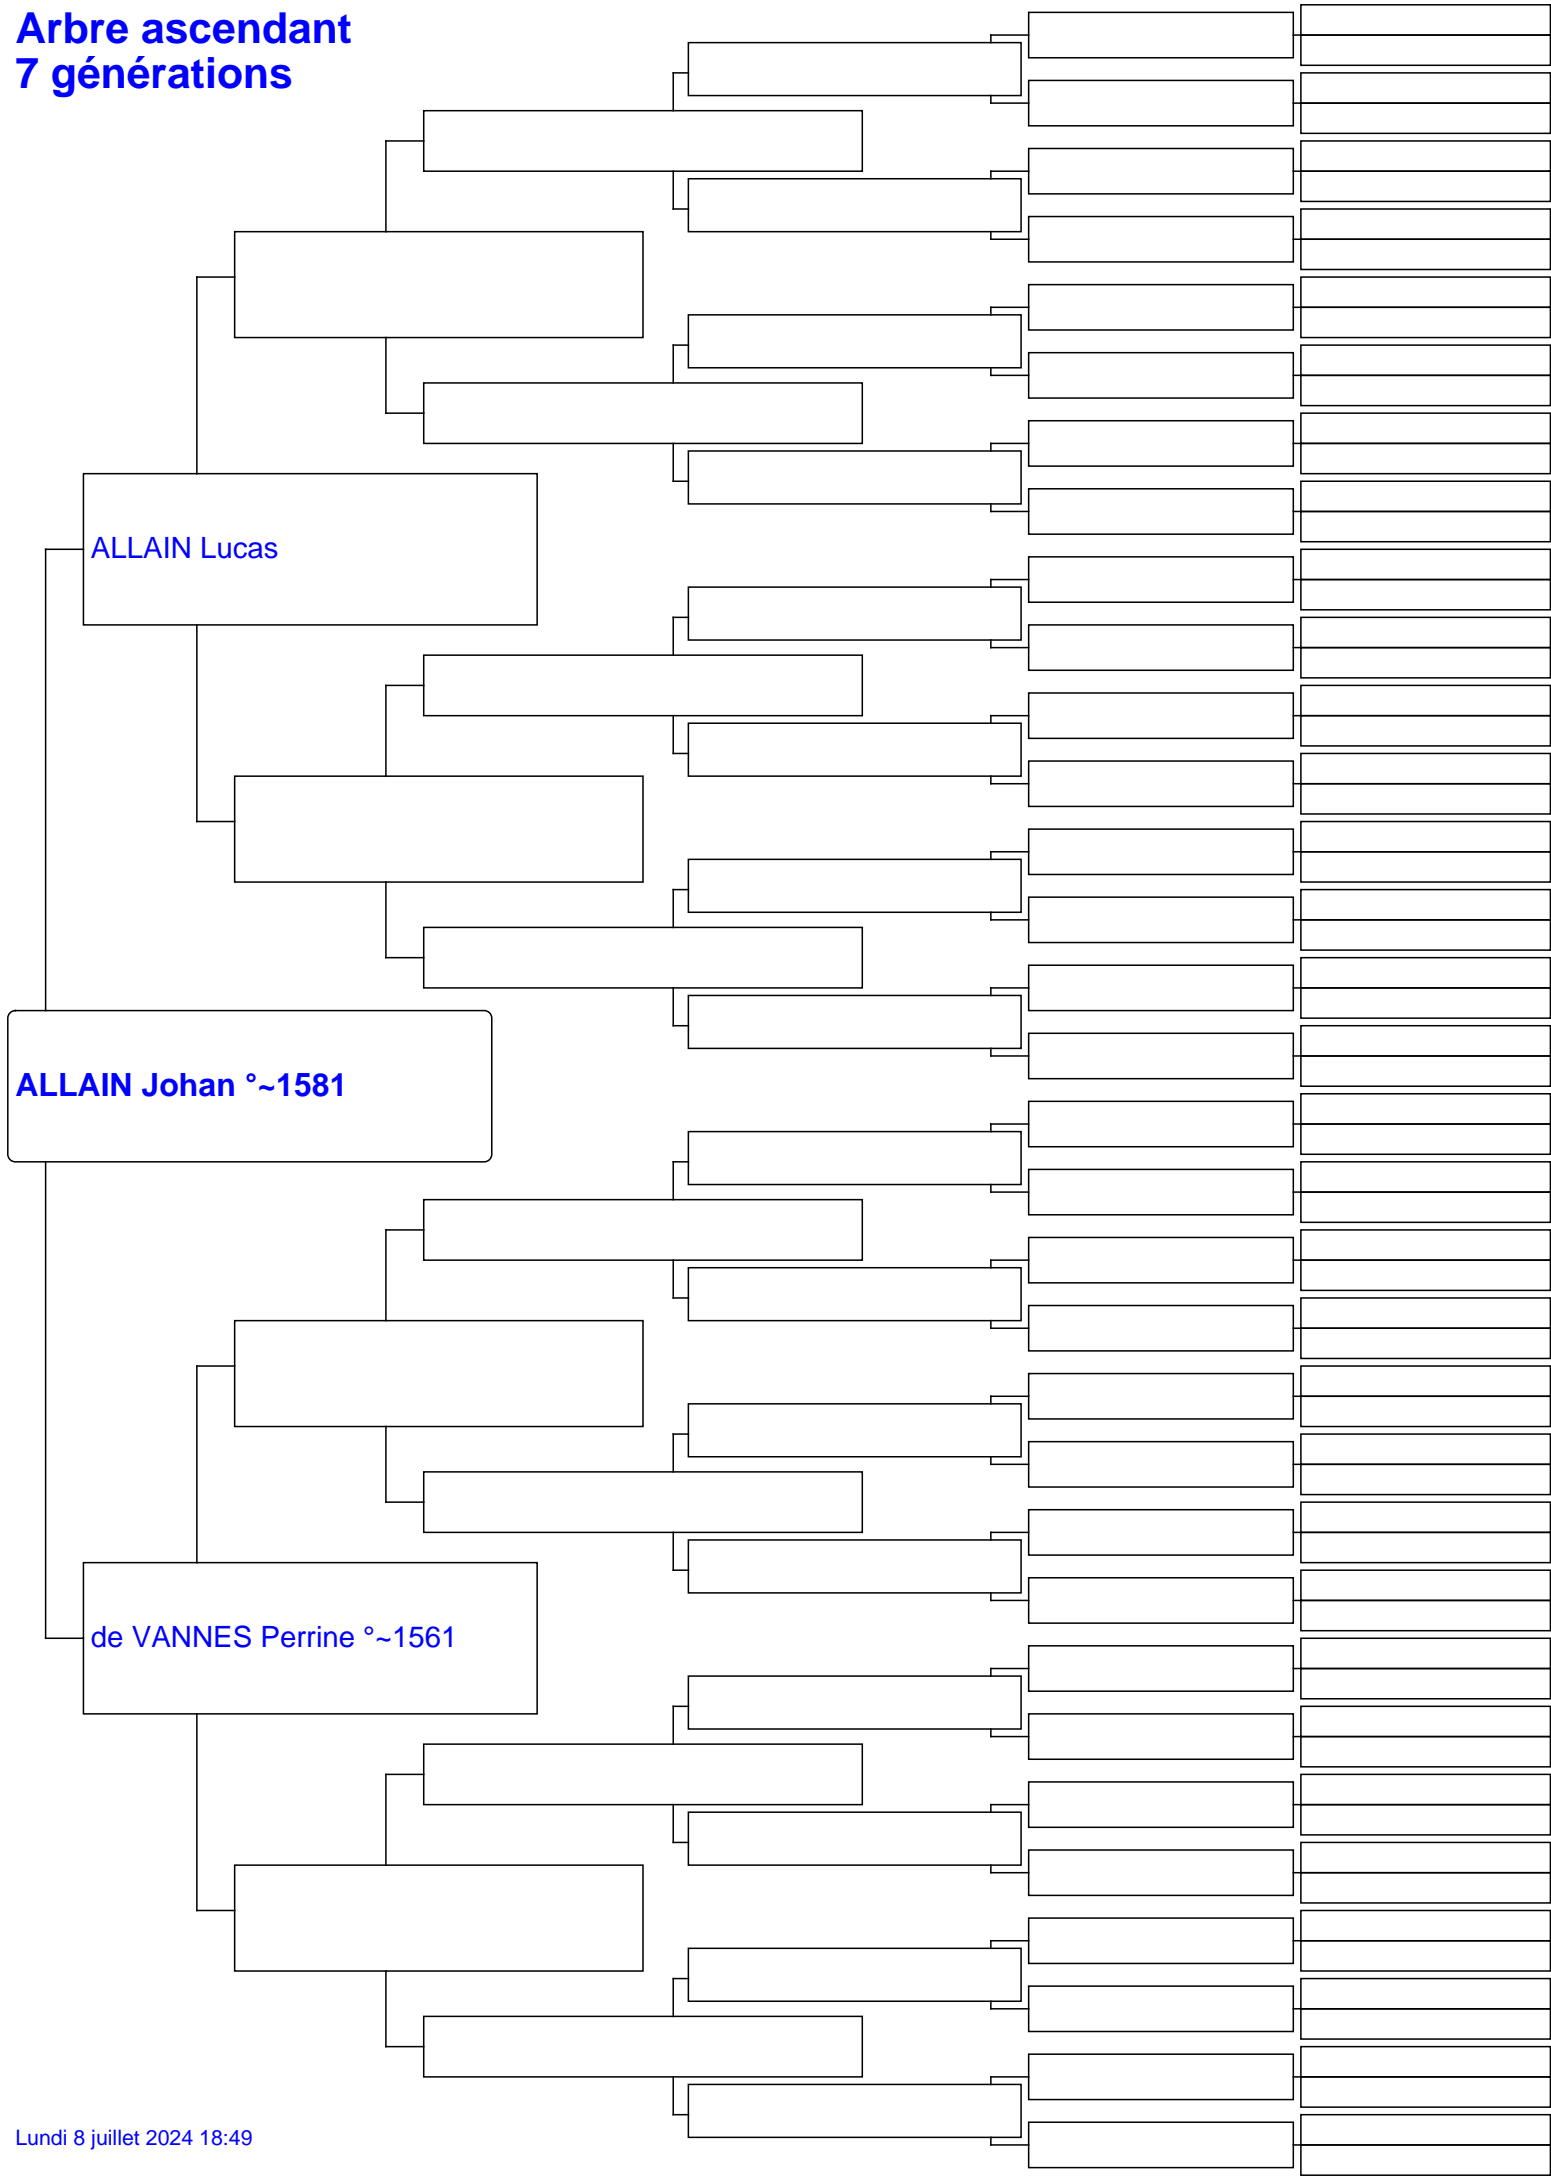 Arbre ascendant
7 générations
ALLAIN Lucas
ALLAIN Johan °~1581
de VANNES Perrine °~1561
Lundi 8 juillet 2024 18:49